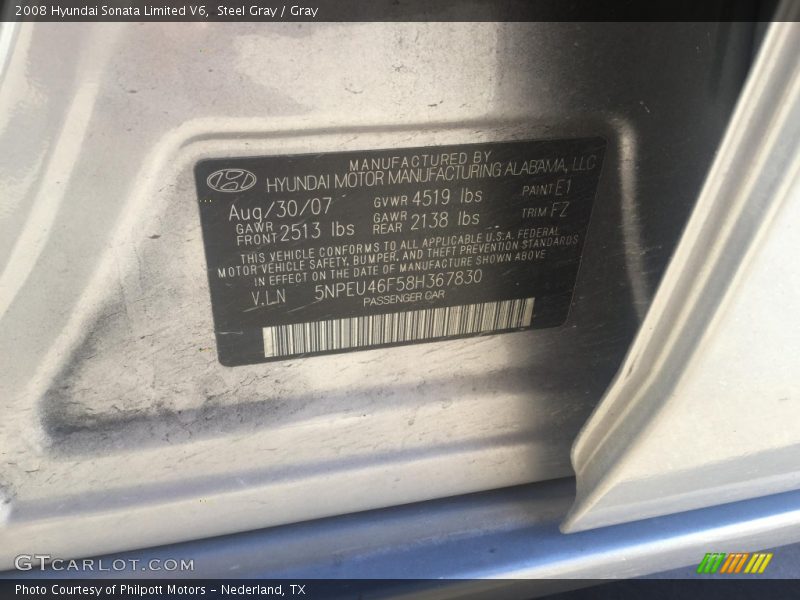 2008 Hyundai Sonata Limited V6, Steel Gray / Gray
MANUFACTURED BY
HYUNDAI MOTOR MANUFACTURING ALABAMA, LLC
Aug/30/07 GVWR 4519 lbs PAINT E1
GAWR FRONT 2513 lbs GAWR REAR 2138 lbs TRIM FZ
THIS VEHICLE CONFORMS TO ALL APPLICABLE U.S.A. FEDERAL
MOTOR VEHICLE SAFETY, BUMPER, AND THEFT PREVENTION STANDARDS
IN EFFECT ON THE DATE OF MANUFACTURE SHOWN ABOVE
V.I.N 5NPEU46F58H367830
PASSENGER CAR
GTCARLOT.COM
Photo Courtesy of Philpott Motors - Nederland, TX